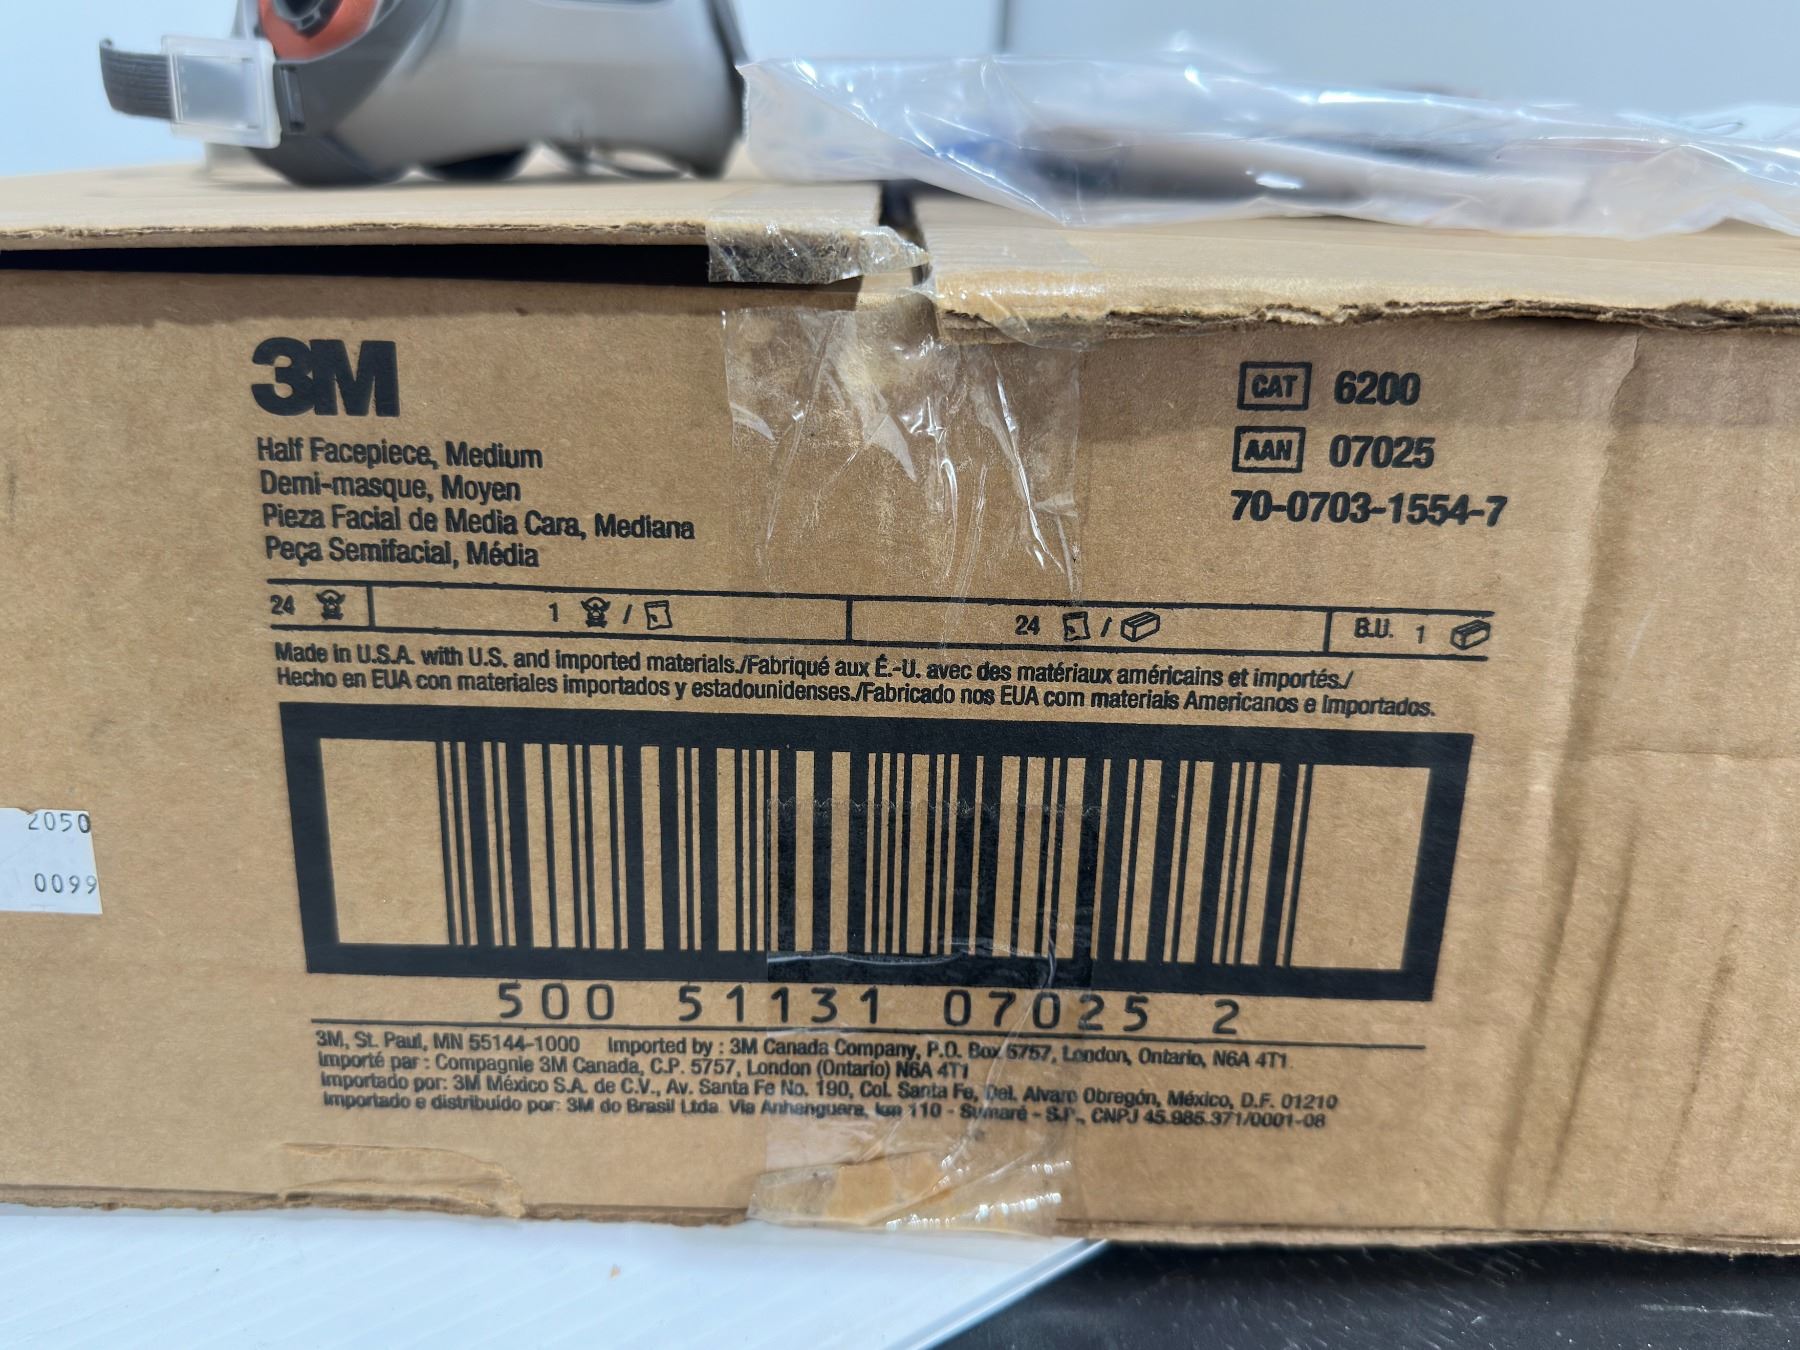 3M
Half Facepiece, Medium
Demi-masque, Moyen
Pieza Facial de Media Cara, Mediana
Peça Semifacial, Média
CAT 6200
AAN 07025
70-0703-1554-7
24 1 / 24 / B.U. 1
Made in U.S.A. with U.S. and imported materials./Fabriqué aux É.-U. avec des matériaux américains et importés./
Hecho en EUA con materiales importados y estadounidenses./Fabricado nos EUA com materiais Americanos e Importados.
2050
0099
500 51131 07025 2
3M, St. Paul, MN 55144-1000 Imported by : 3M Canada Company, P.O. Box 5757, London, Ontario, N6A 4T1
Importé par : Compagnie 3M Canada, C.P. 5757, London (Ontario) N6A 4T1
Importado por: 3M México S.A. de C.V., Av. Santa Fe No. 190, Col. Santa Fe, Del. Alvaro Obregón, México, D.F. 01210
Importado e distribuído por: 3M do Brasil Ltda. Via Anhanguera, km 110 - Sumaré - S.P., CNPJ 45.985.371/0001-08